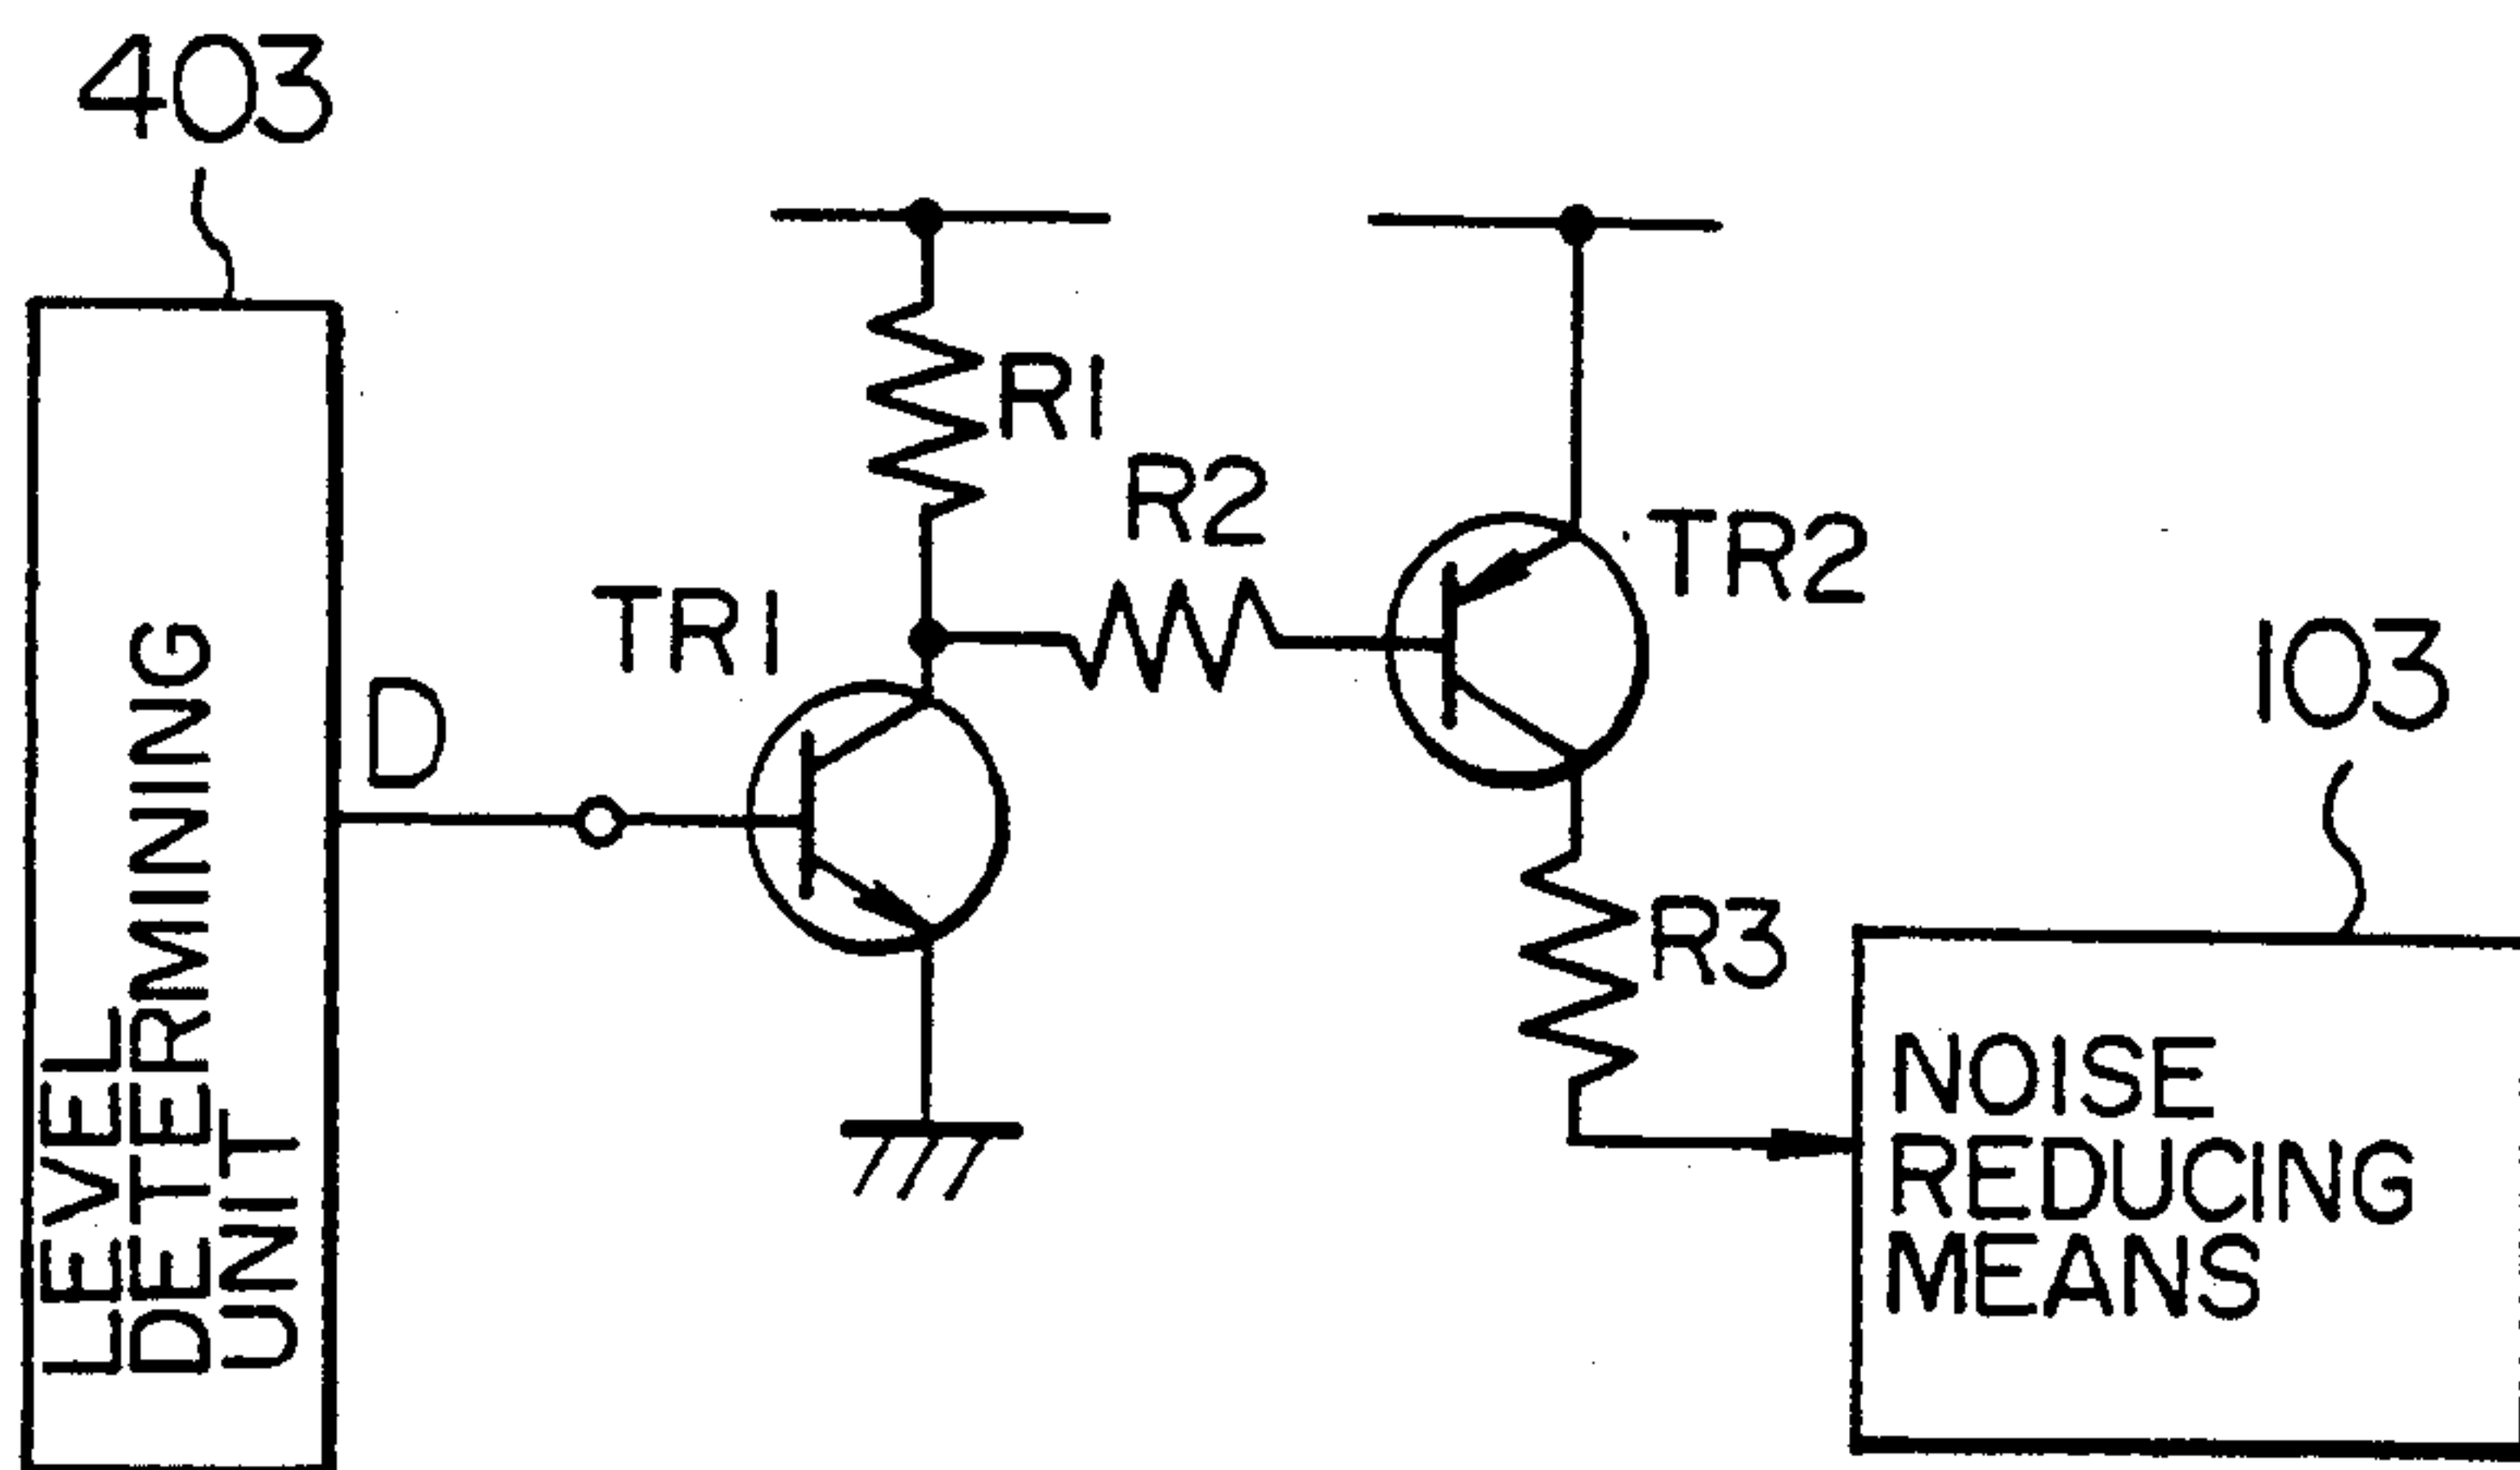 403
R1
R2
TR1
TR2
D
103
R3
LEVEL
DETERMINING
UNIT
NOISE
REDUCING
MEANS